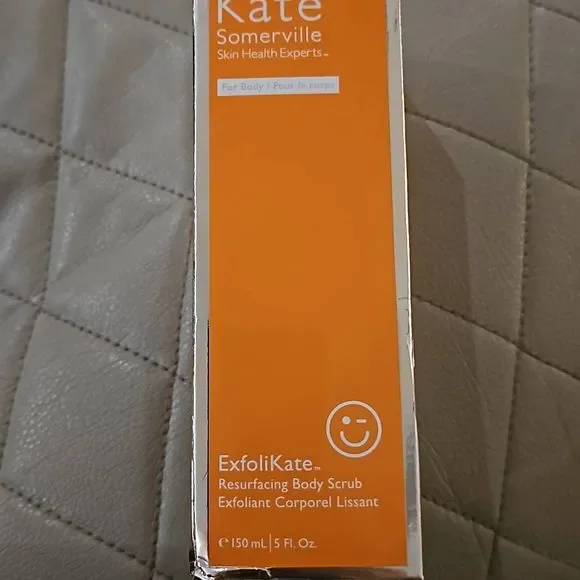 Kate
Somerville
Skin Health Experts™
For Body / Pour le corps
ExfoliKate™
Resurfacing Body Scrub
Exfoliant Corporel Lissant
℮ 150 mL | 5 Fl. Oz.